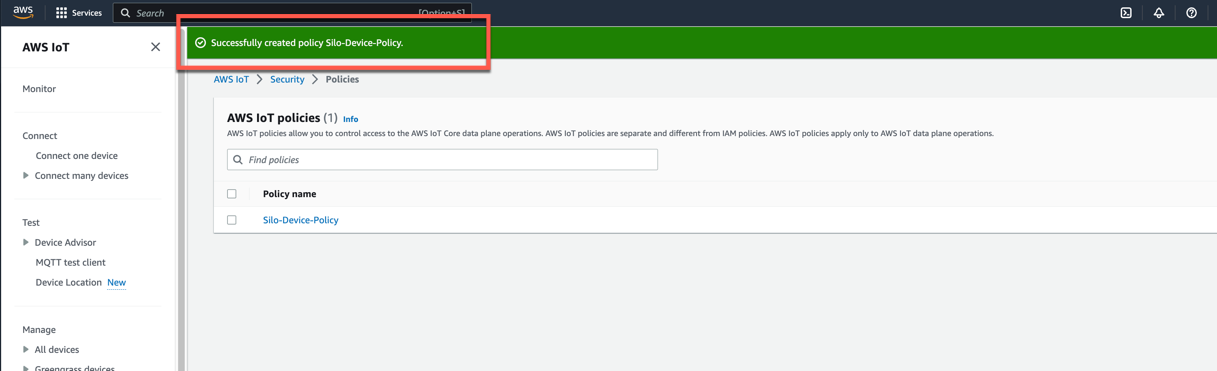 aws
Services
Search
[Option+S]
AWS IoT
Successfully created policy Silo-Device-Policy.
AWS IoT > Security > Policies
Monitor
AWS IoT policies (1) Info
AWS IoT policies allow you to control access to the AWS IoT Core data plane operations. AWS IoT policies are separate and different from IAM policies. AWS IoT policies apply only to AWS IoT data plane operations.
Connect
Connect one device
Connect many devices
Find policies
Policy name
Silo-Device-Policy
Test
Device Advisor
MQTT test client
Device Location New
Manage
All devices
Greengrass devices